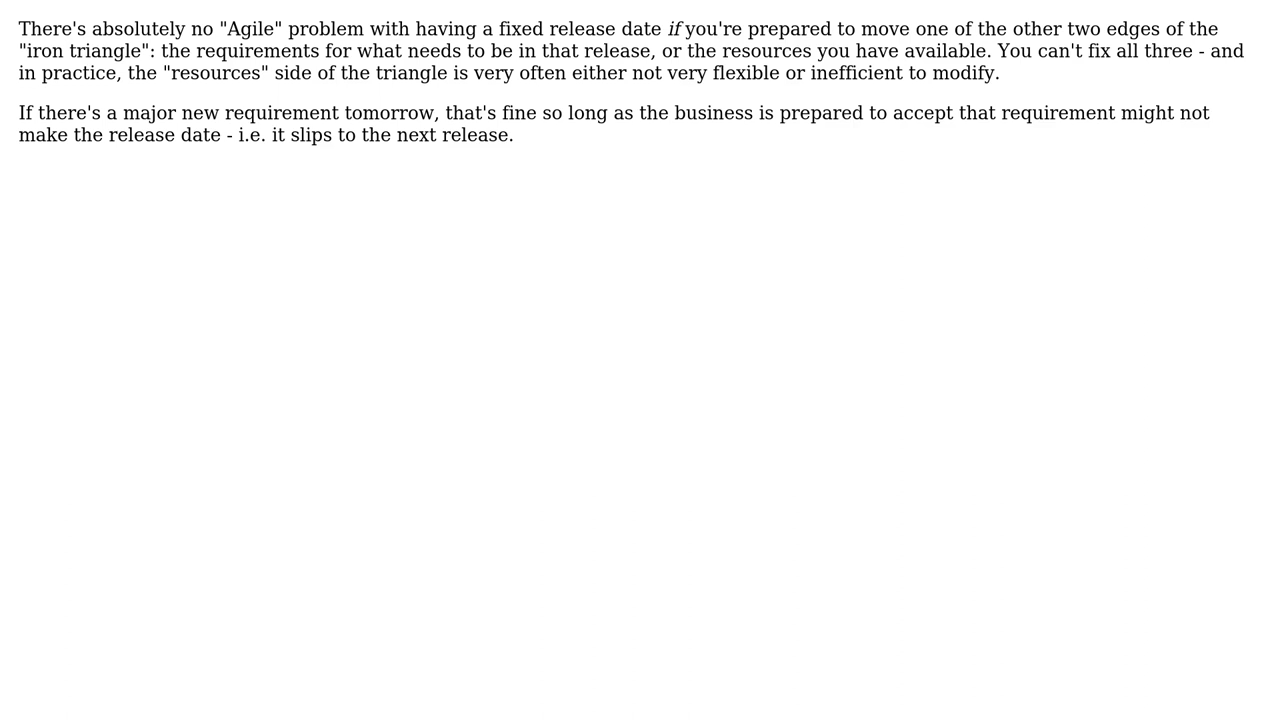 There's absolutely no "Agile" problem with having a fixed release date if you're prepared to move one of the other two edges of the
"iron triangle": the requirements for what needs to be in that release, or the resources you have available. You can't fix all three - and
in practice, the "resources" side of the triangle is very often either not very flexible or inefficient to modify.
If there's a major new requirement tomorrow, that's fine so long as the business is prepared to accept that requirement might not
make the release date - i.e. it slips to the next release.